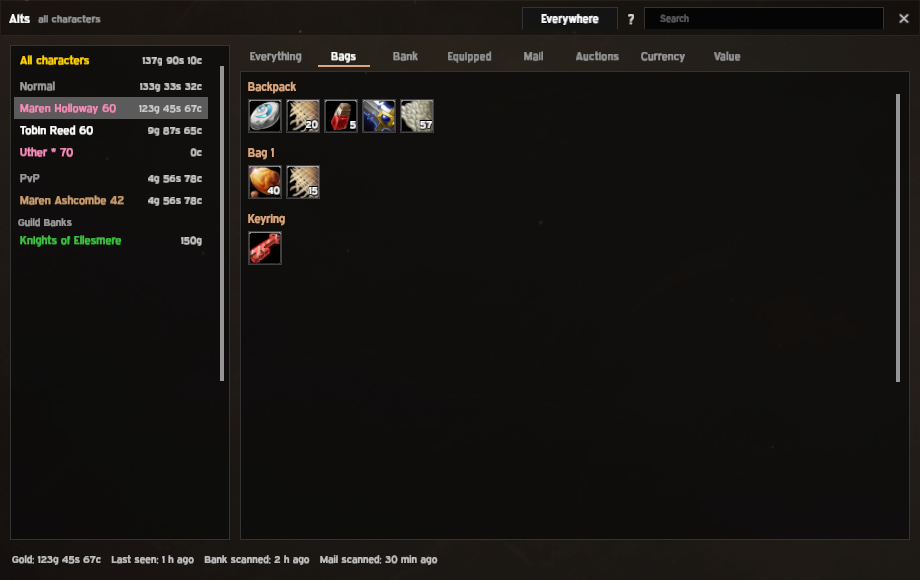 Alts all characters Everywhere ? Search ×
All characters 137g 90s 10c
Normal 133g 33s 32c
Maren Holloway 60 123g 45s 67c
Tobin Reed 60 9g 87s 65c
Uther * 70 0c
PvP 4g 56s 78c
Maren Ashcombe 42 4g 56s 78c
Guild Banks
Knights of Ellesmere 150g
Everything Bags Bank Equipped Mail Auctions Currency Value
Backpack
20 5 57
Bag 1
40 15
Keyring
Gold: 123g 45s 67c Last seen: 1 h ago Bank scanned: 2 h ago Mail scanned: 30 min ago